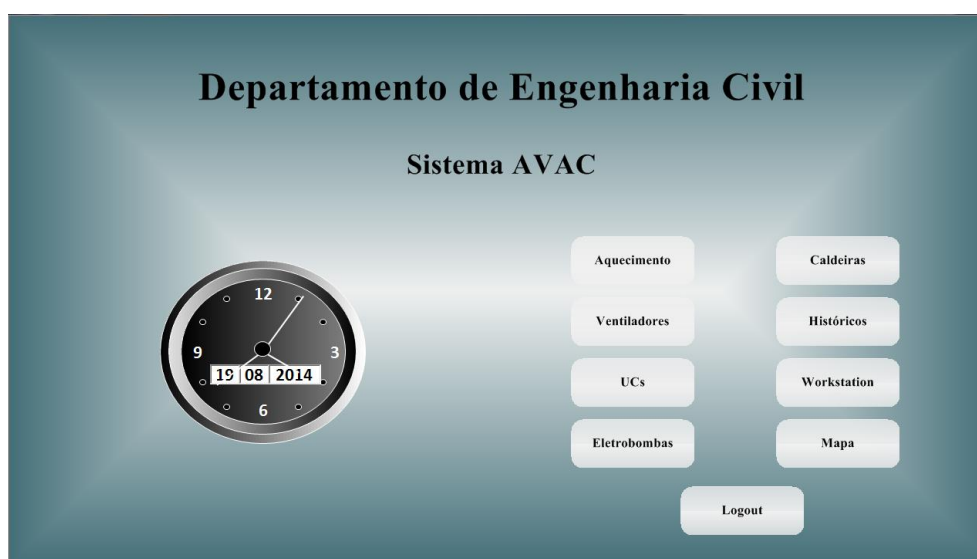 Departamento de Engenharia Civil
Sistema AVAC
12
9
3
19 08 2014
6
Aquecimento
Caldeiras
Ventiladores
Históricos
UCs
Workstation
Eletrobombas
Mapa
Logout